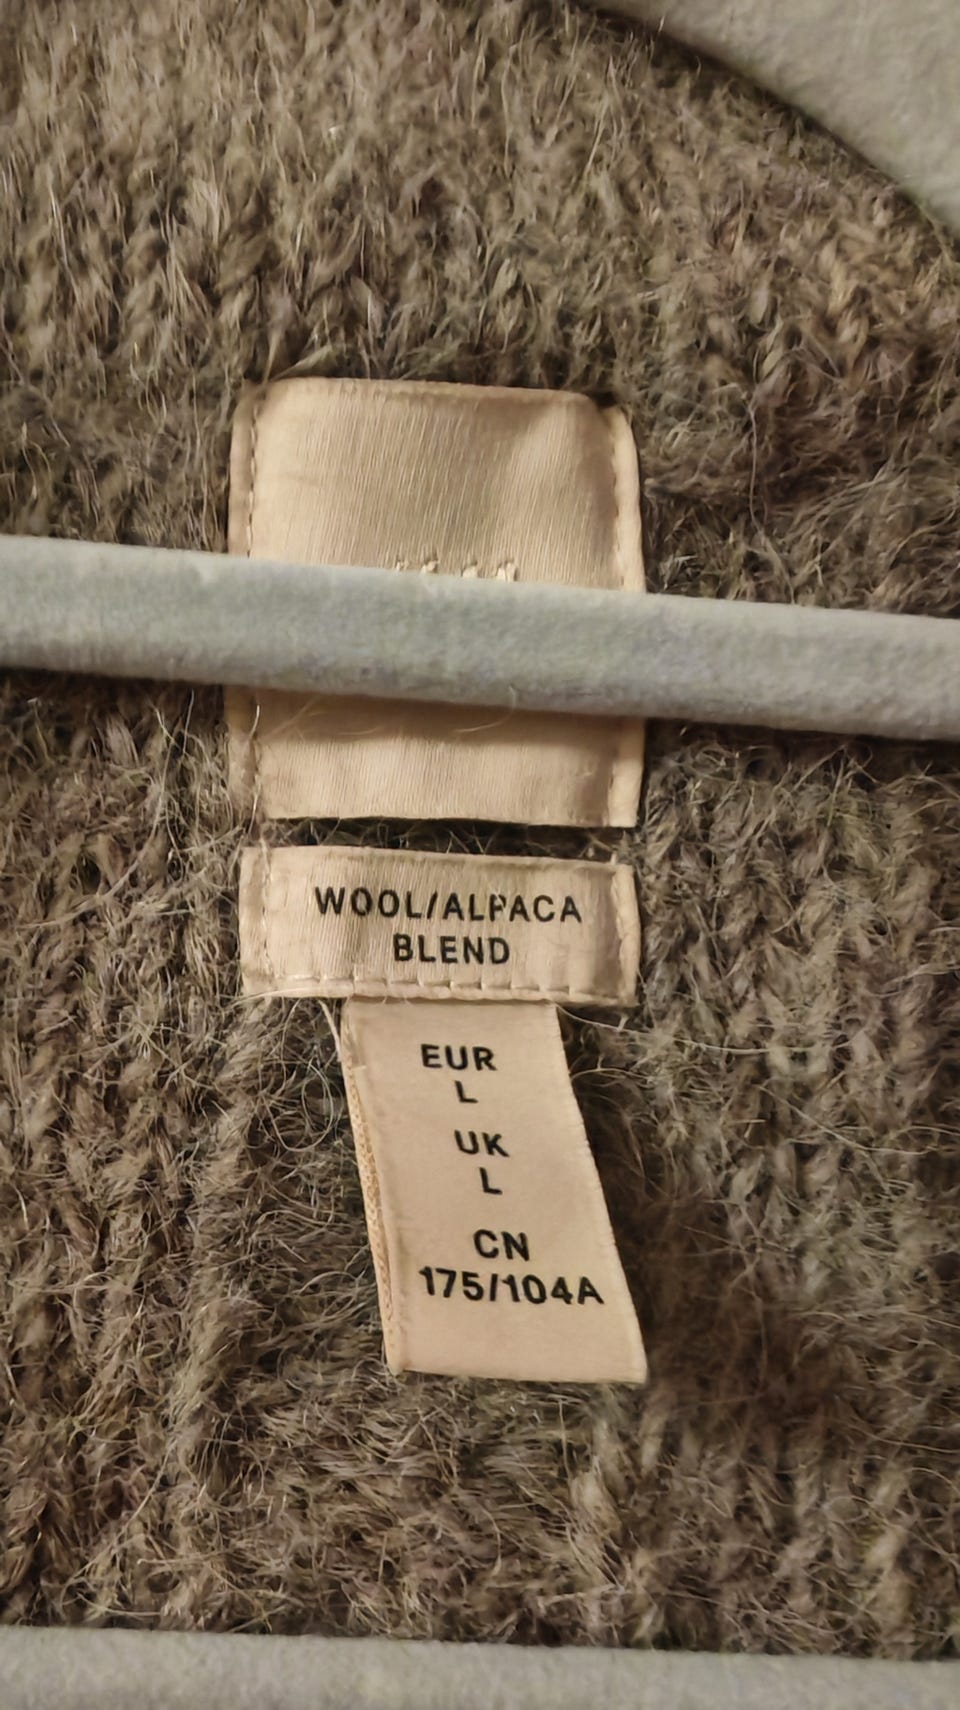 WOOL/ALPACA
BLEND
EUR
L
UK
L
CN
175/104A